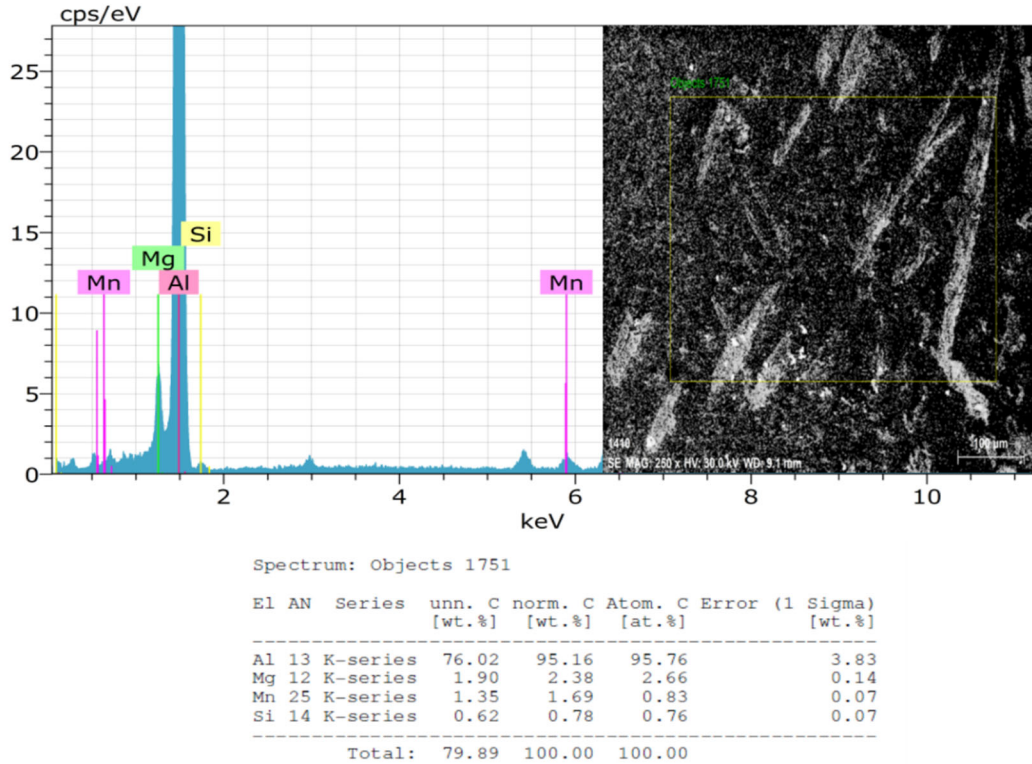 cps/eV
25
20
15
10
5
0
Si
Mg
Mn
Al
Mn
2
4
6
8
10
keV
Objects 1751
1410
100 µm
SE MAG: 250 x HV: 30.0 kV WD: 9.1 mm
Spectrum: Objects 1751
El AN Series unn. C norm. C Atom. C Error (1 Sigma)
[wt.%] [wt.%] [at.%] [wt.%]
Al 13 K-series 76.02 95.16 95.76 3.83
Mg 12 K-series 1.90 2.38 2.66 0.14
Mn 25 K-series 1.35 1.69 0.83 0.07
Si 14 K-series 0.62 0.78 0.76 0.07
Total: 79.89 100.00 100.00